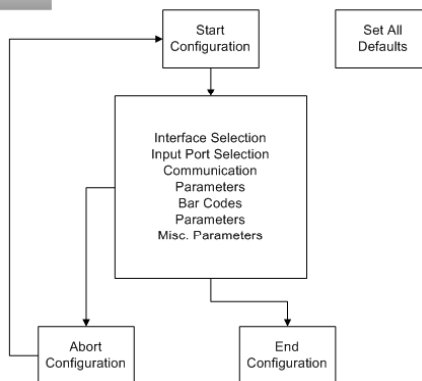 Start
Configuration
Set All
Defaults
Interface Selection
Input Port Selection
Communication
Parameters
Bar Codes
Parameters
Misc. Parameters
Abort
Configuration
End
Configuration